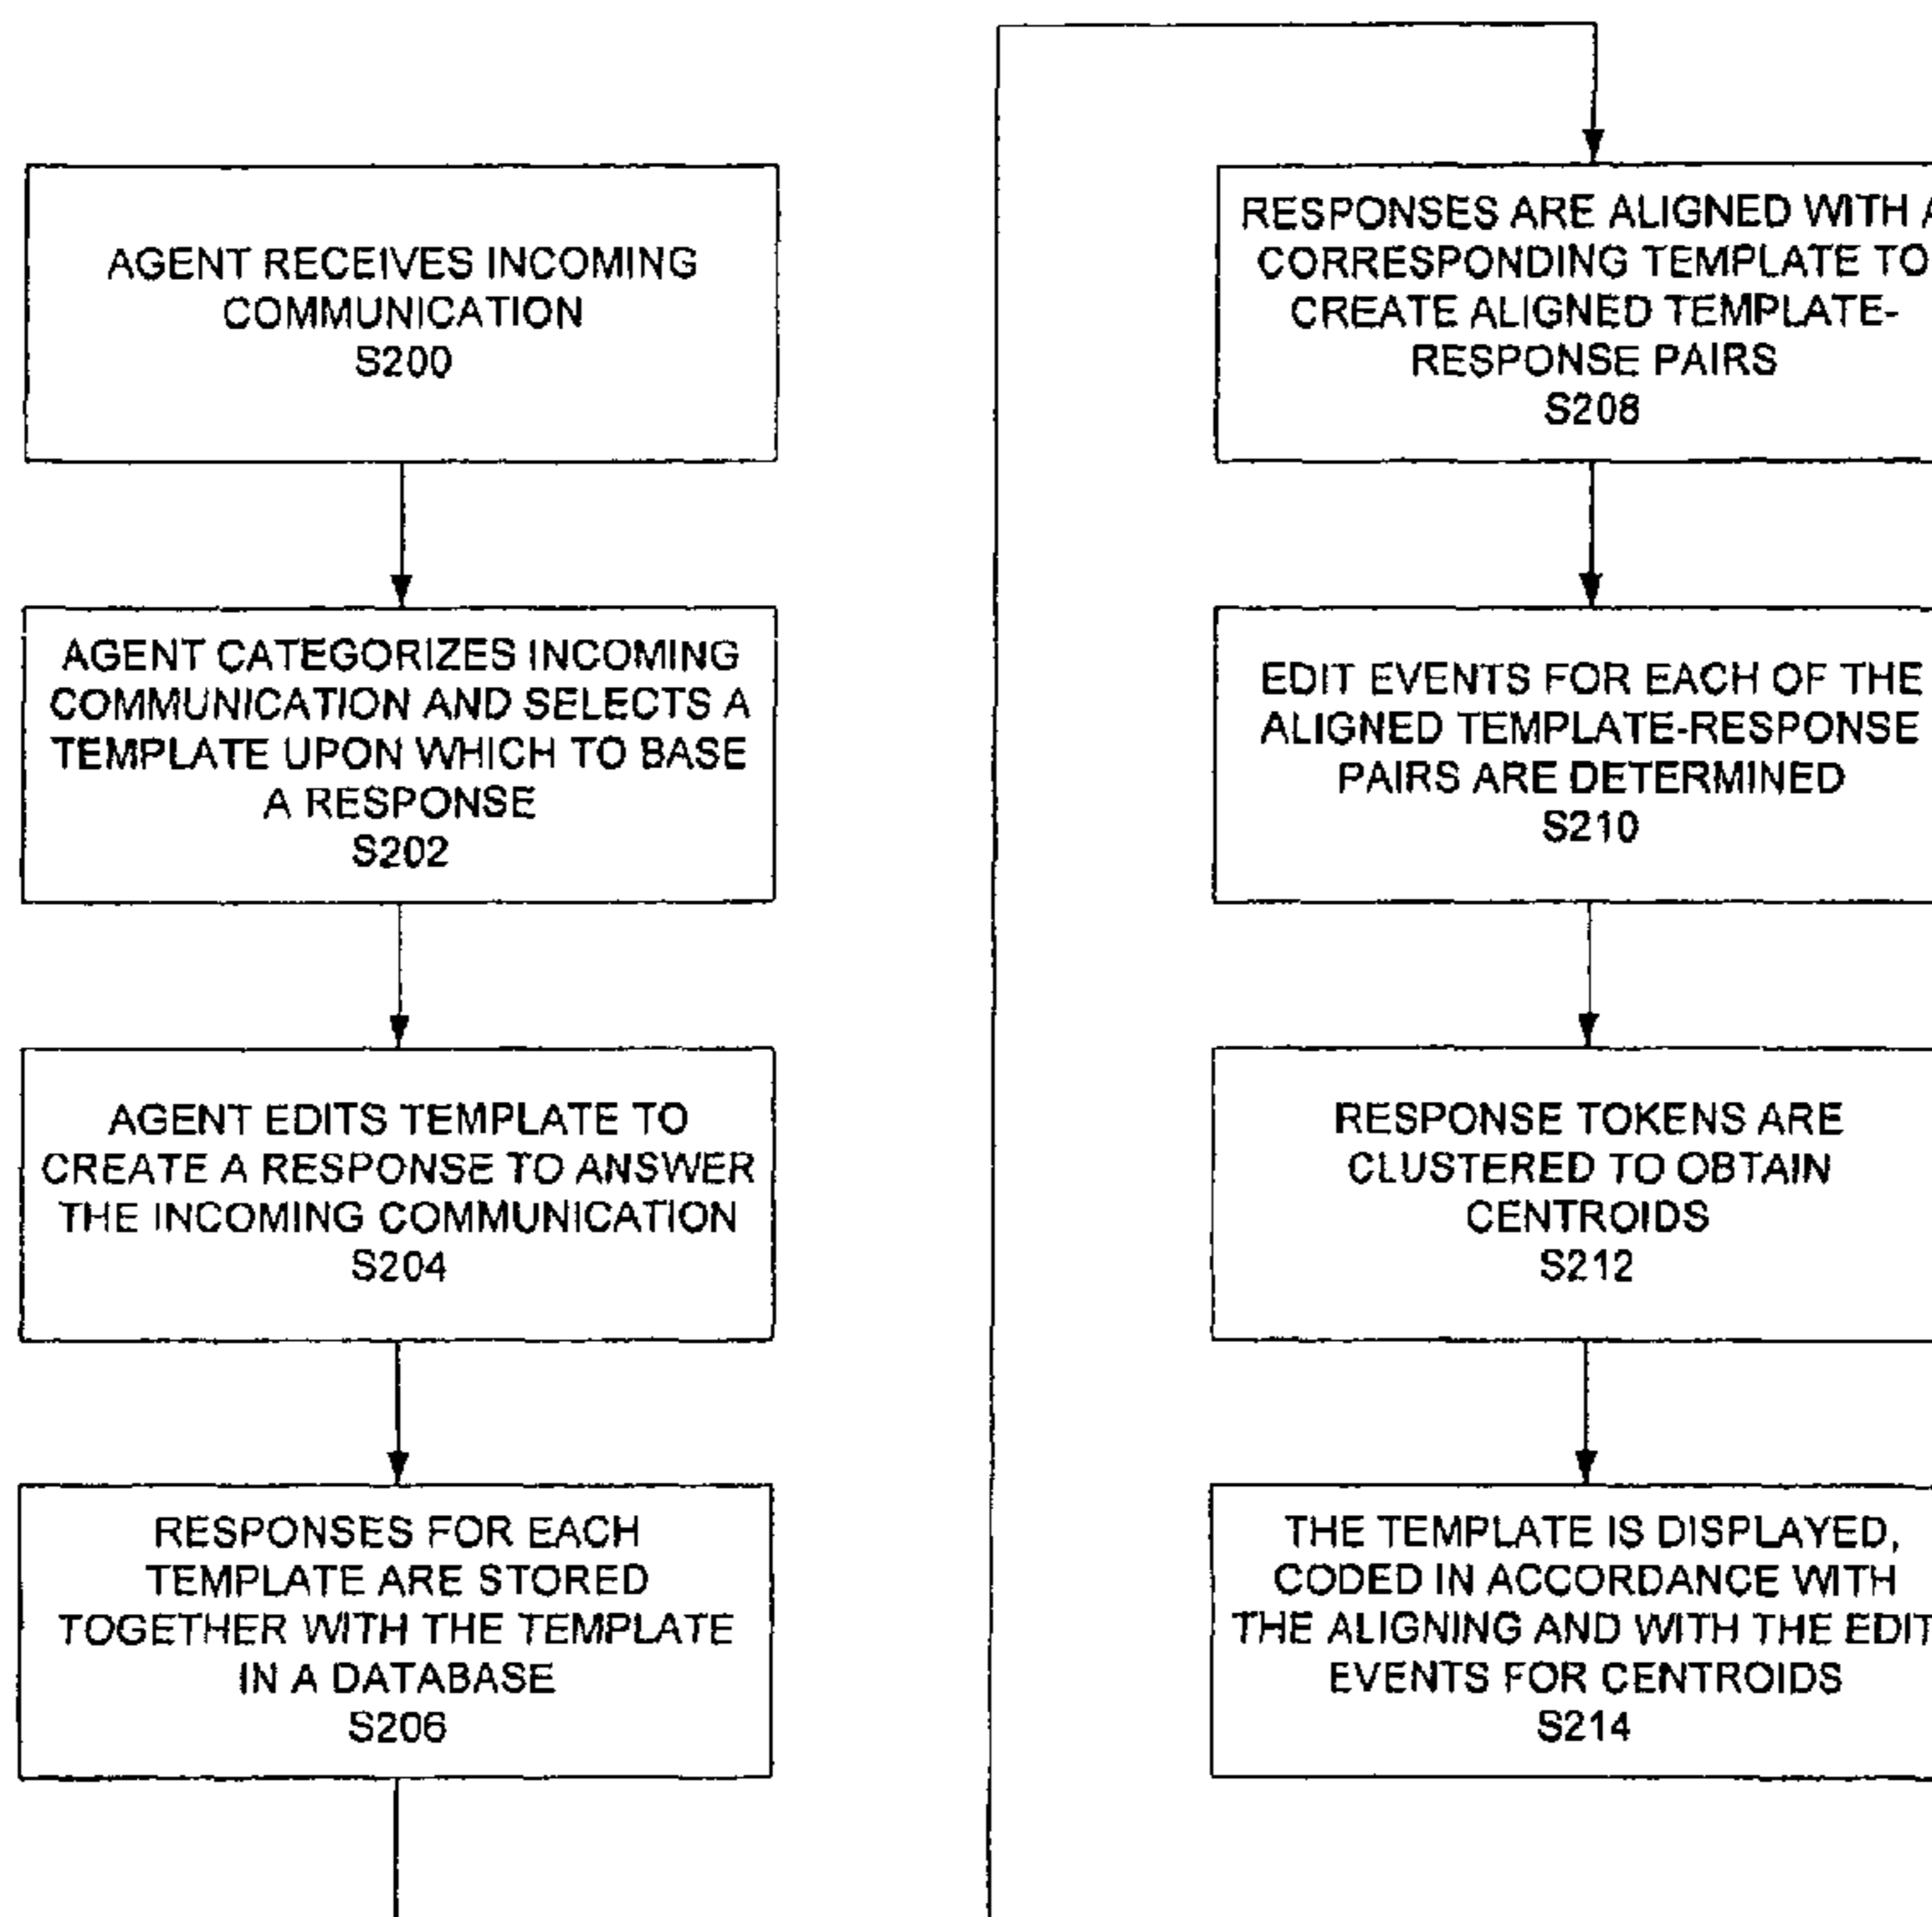 AGENT RECEIVES INCOMING
COMMUNICATION
S200
AGENT CATEGORIZES INCOMING
COMMUNICATION AND SELECTS A
TEMPLATE UPON WHICH TO BASE
A RESPONSE
S202
AGENT EDITS TEMPLATE TO
CREATE A RESPONSE TO ANSWER
THE INCOMING COMMUNICATION
S204
RESPONSES FOR EACH
TEMPLATE ARE STORED
TOGETHER WITH THE TEMPLATE
IN A DATABASE
S206
RESPONSES ARE ALIGNED WITH A
CORRESPONDING TEMPLATE TO
CREATE ALIGNED TEMPLATE-
RESPONSE PAIRS
S208
EDIT EVENTS FOR EACH OF THE
ALIGNED TEMPLATE-RESPONSE
PAIRS ARE DETERMINED
S210
RESPONSE TOKENS ARE
CLUSTERED TO OBTAIN
CENTROIDS
S212
THE TEMPLATE IS DISPLAYED,
CODED IN ACCORDANCE WITH
THE ALIGNING AND WITH THE EDIT
EVENTS FOR CENTROIDS
S214